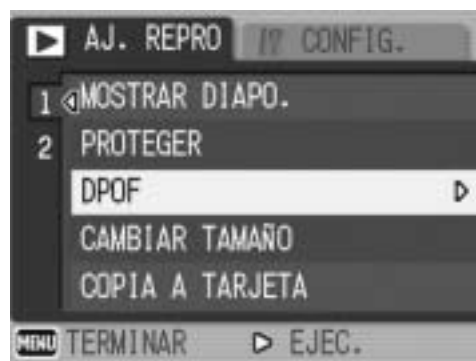 AJ. REPRO CONFIG.
1 MOSTRAR DIAPO.
2 PROTEGER
DPOF
CAMBIAR TAMAÑO
COPIA A TARJETA
MENU TERMINAR EJEC.